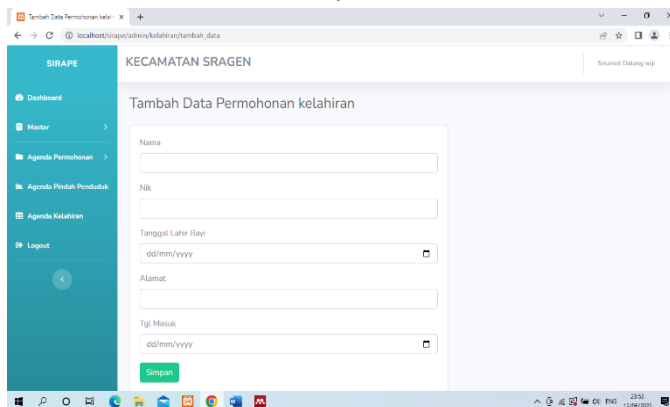 Tambah Data Permohonan kelahi
localhost/sirape/admin/kelahiran/tambah_data
SIRAPE
KECAMATAN SRAGEN
Selamat Datang wiji
Dashboard
Master
Agenda Permohonan
Agenda Pindah Penduduk
Agenda Kelahiran
Logout
Tambah Data Permohonan kelahiran
Nama
Nik
Tanggal Lahir Bayi
dd/mm/yyyy
Alamat
Tgl Masuk
dd/mm/yyyy
Simpan
ENG
23:53